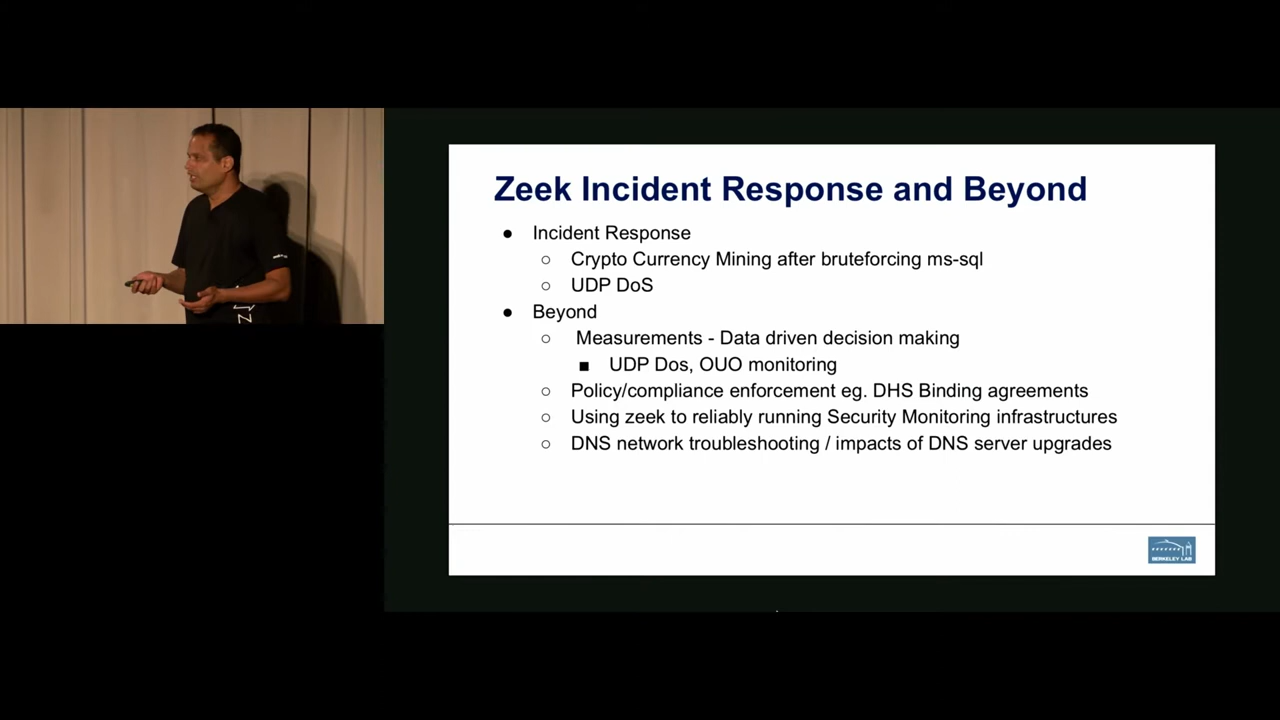 Zeek Incident Response and Beyond
● Incident Response
○ Crypto Currency Mining after bruteforcing ms-sql
○ UDP DoS
● Beyond
○ Measurements - Data driven decision making
■ UDP Dos, OUO monitoring
○ Policy/compliance enforcement eg. DHS Binding agreements
○ Using zeek to reliably running Security Monitoring infrastructures
○ DNS network troubleshooting / impacts of DNS server upgrades
BERKELEY LAB